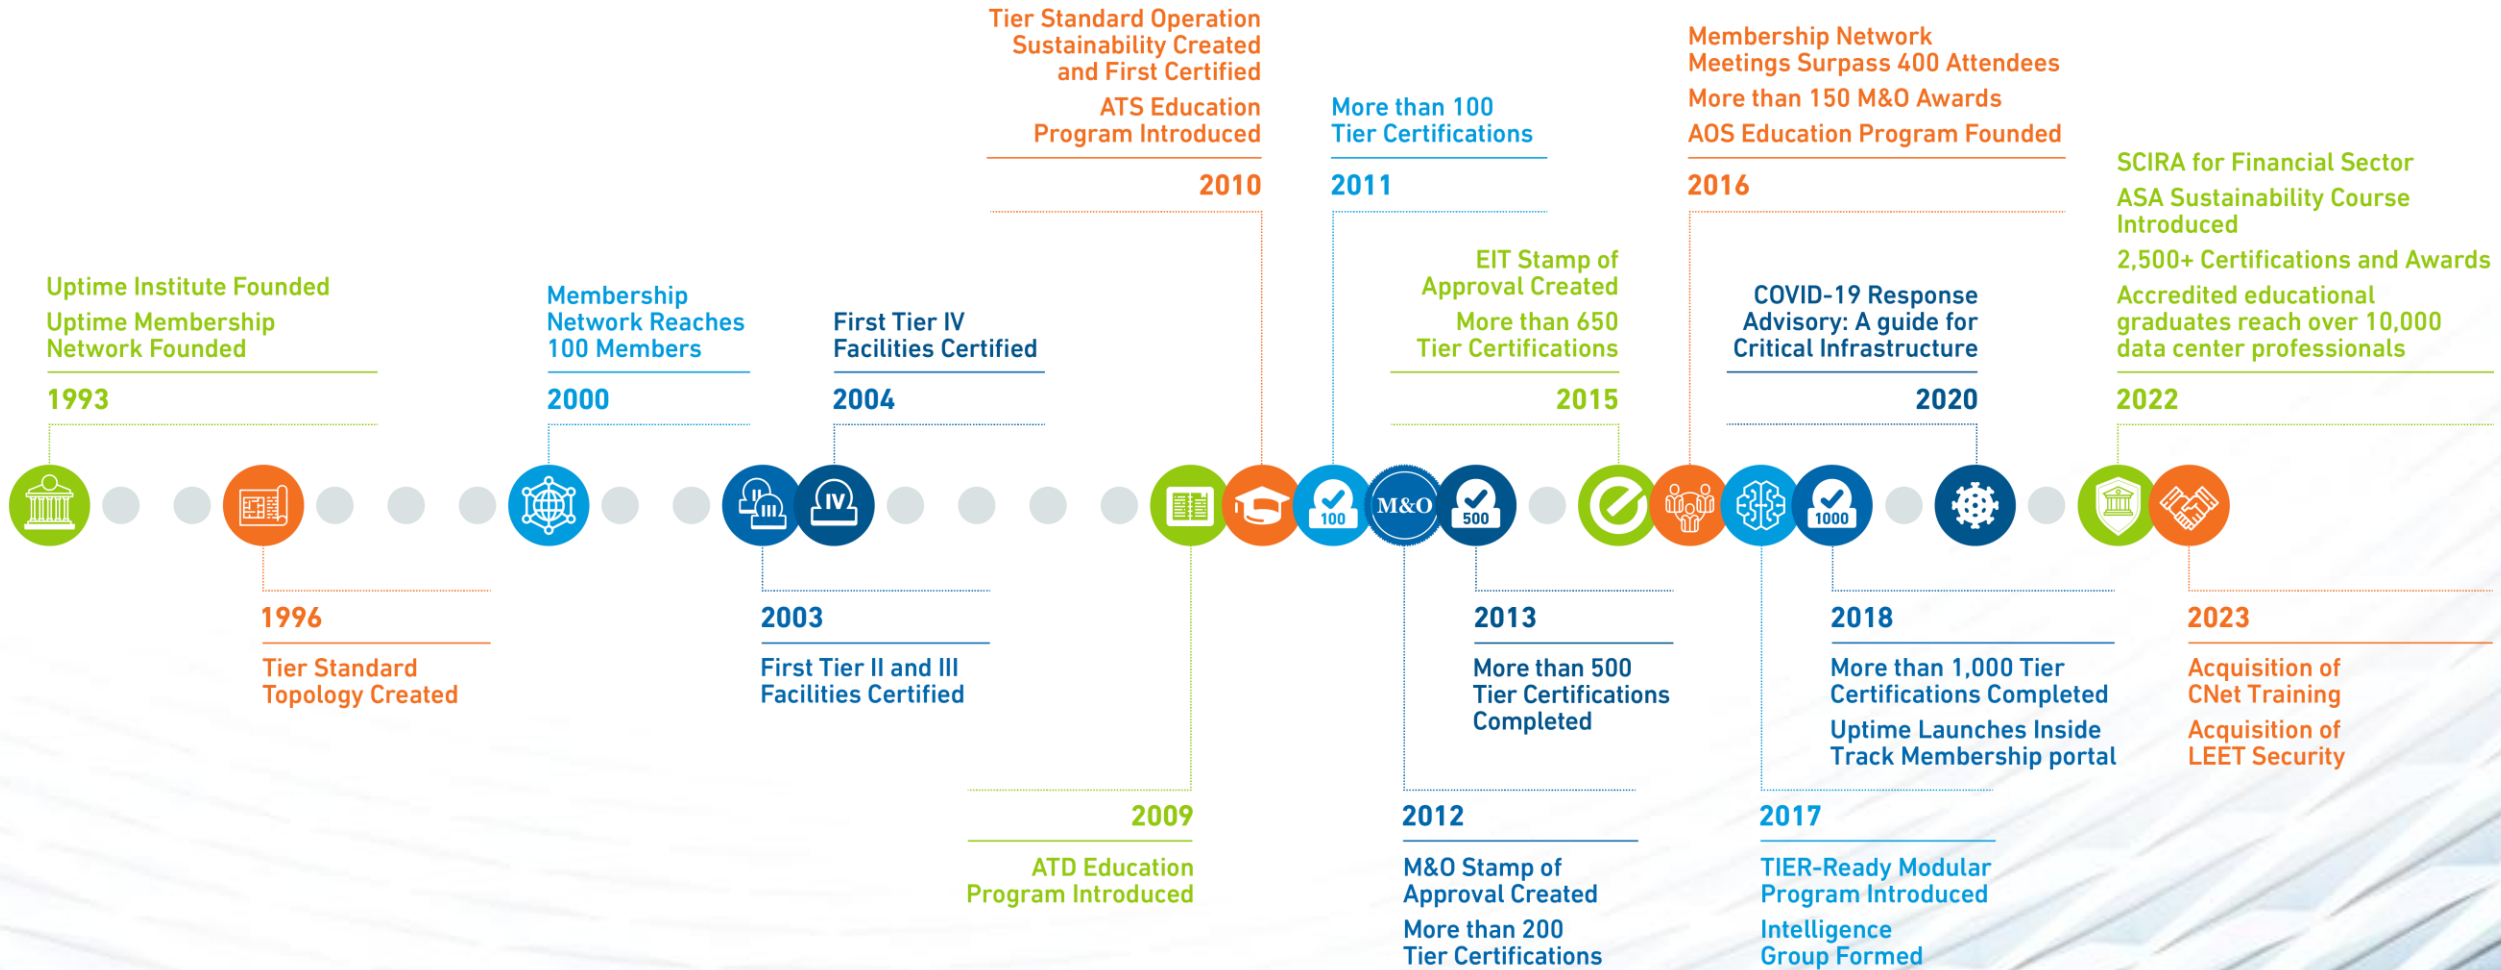 Uptime Institute Founded
Uptime Membership
Network Founded
1993
1996
Tier Standard
Topology Created
Membership
Network Reaches
100 Members
2000
2003
First Tier II and III
Facilities Certified
First Tier IV
Facilities Certified
2004
2009
ATD Education
Program Introduced
Tier Standard Operation
Sustainability Created
and First Certified
ATS Education
Program Introduced
2010
More than 100
Tier Certifications
2011
2012
M&O Stamp of
Approval Created
More than 200
Tier Certifications
2013
More than 500
Tier Certifications
Completed
EIT Stamp of
Approval Created
More than 650
Tier Certifications
2015
Membership Network
Meetings Surpass 400 Attendees
More than 150 M&O Awards
AOS Education Program Founded
2016
2017
TIER-Ready Modular
Program Introduced
Intelligence
Group Formed
2018
More than 1,000 Tier
Certifications Completed
Uptime Launches Inside
Track Membership portal
COVID-19 Response
Advisory: A guide for
Critical Infrastructure
2020
SCIRA for Financial Sector
ASA Sustainability Course
Introduced
2,500+ Certifications and Awards
Accredited educational
graduates reach over 10,000
data center professionals
2022
2023
Acquisition of
CNet Training
Acquisition of
LEET Security
II
III
IV
100
M&O
500
1000